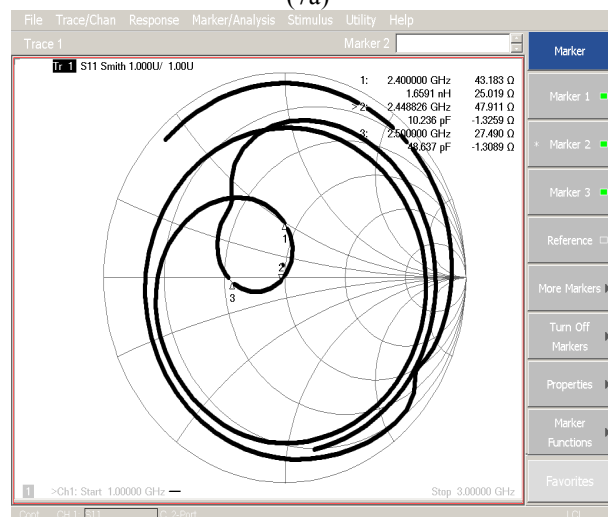 (7a)
File Trace/Chan Response Marker/Analysis Stimulus Utility Help
Trace 1 Marker 2
Marker
Tr 1 S11 Smith 1.000U/ 1.00U
1: 2.400000 GHz 43.183 Ω
1.6591 nH 25.019 Ω
>2: 2.448826 GHz 47.911 Ω
10.236 pF -1.3259 Ω
3: 2.500000 GHz 27.490 Ω
48.637 pF -1.3089 Ω
Marker 1
Marker 2
Marker 3
Reference
More Markers
Turn Off
Markers
Properties
Marker
Functions
Favorites
1
2
3
1 >Ch1: Start 1.00000 GHz Stop 3.00000 GHz
Cont. CH 1: S11 C 2-Port LCL